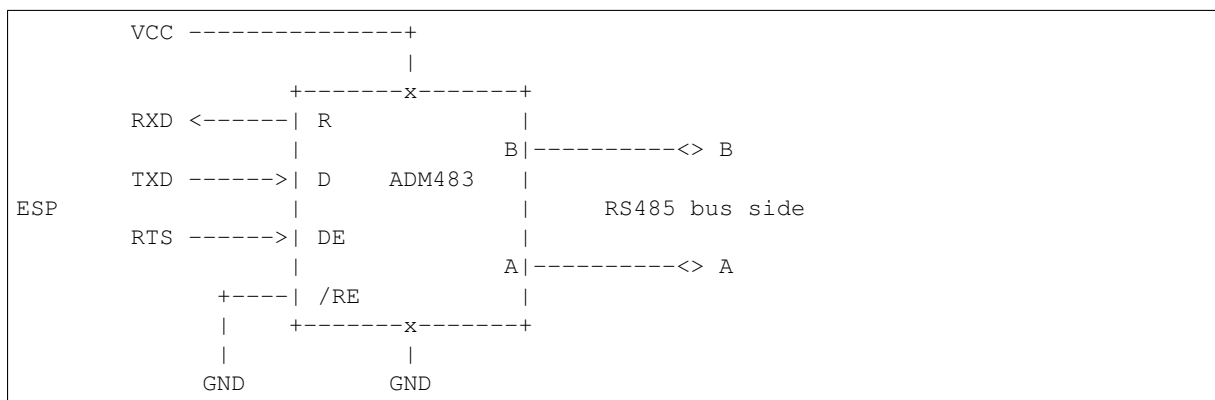 VCC ---------------+
|
+-------x-------+
RXD <------| R |
| B|----------<> B
TXD ------>| D ADM483 |
ESP | | RS485 bus side
RTS ------>| DE |
| A|----------<> A
+----| /RE |
| +-------x-------+
| |
GND GND